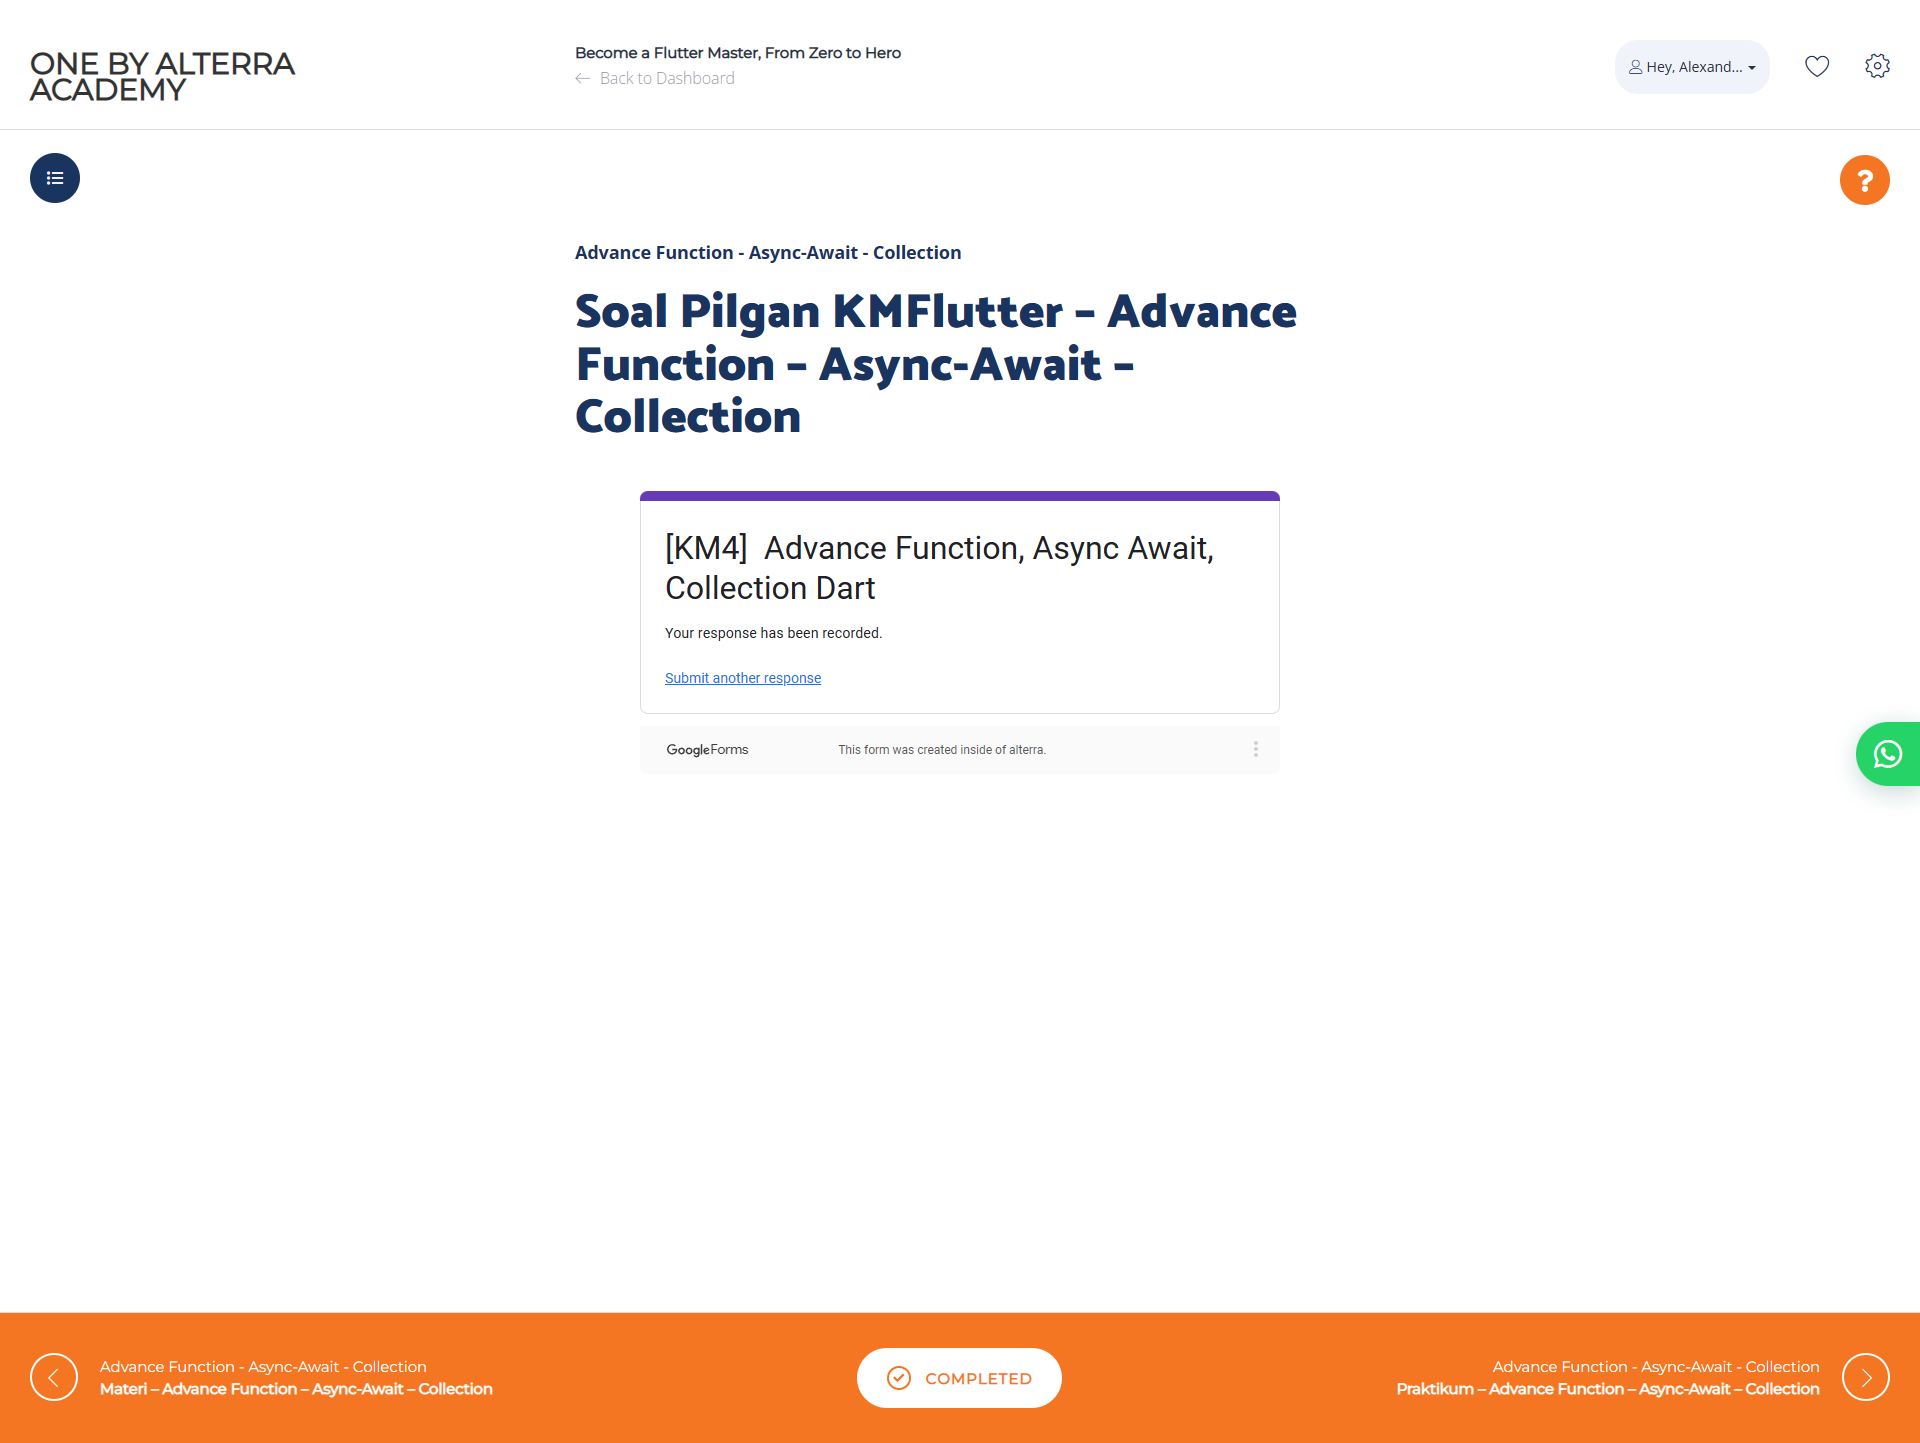 ONE BY ALTERRA
ACADEMY
Become a Flutter Master, From Zero to Hero
Back to Dashboard
Hey, Alexand...
Advance Function - Async-Await - Collection
Soal Pilgan KMFlutter – Advance
Function – Async-Await –
Collection
[KM4]  Advance Function, Async Await,
Collection Dart
Your response has been recorded.
Submit another response
Google Forms
This form was created inside of alterra.
Advance Function - Async-Await - Collection
Materi – Advance Function – Async-Await – Collection
COMPLETED
Advance Function - Async-Await - Collection
Praktikum – Advance Function – Async-Await – Collection